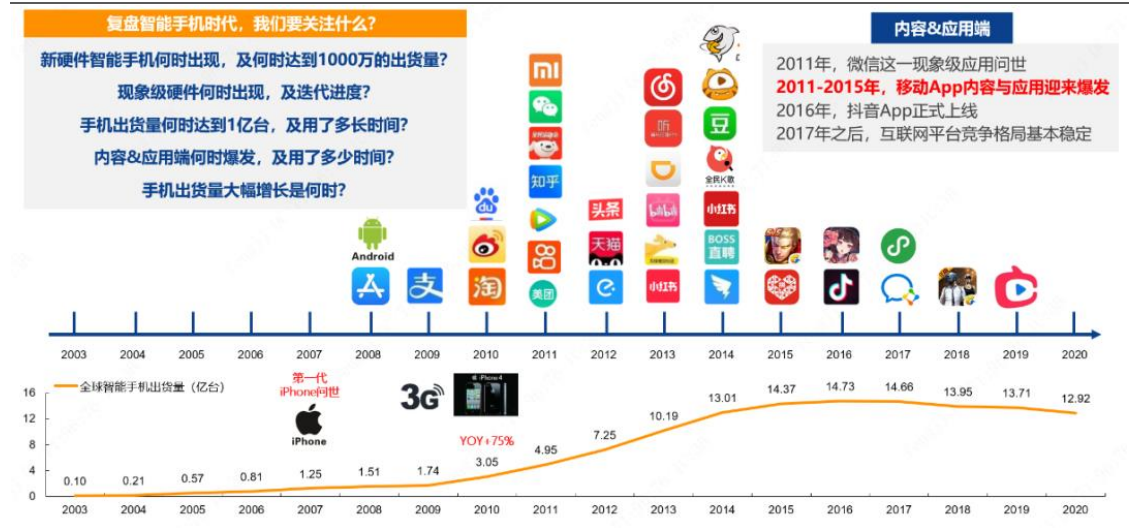 复盘智能手机时代，我们要关注什么？
新硬件智能手机何时出现，及何时达到1000万的出货量？
现象级硬件何时出现，及迭代进度？
手机出货量何时达到1亿台，及用了多长时间？
内容&应用端何时爆发，及用了多少时间？
手机出货量大幅增长是何时？
内容&应用端
2011年，微信这一现象级应用问世
2011-2015年，移动App内容与应用迎来爆发
2016年，抖音App正式上线
2017年之后，互联网平台竞争格局基本稳定
Android
支
du
淘
mi
知乎
美团
头条
天猫
e
听
bilibili
小红书
豆
全民K歌
小红书
BOSS
直聘
2003 2004 2005 2006 2007 2008 2009 2010 2011 2012 2013 2014 2015 2016 2017 2018 2019 2020
全球智能手机出货量（亿台）
第一代
iPhone问世
iPhone
3G
iPhone 4
YOY+75%
16
12
8
4
0
0.10 0.21 0.57 0.81 1.25 1.51 1.74 3.05 4.95 7.25 10.19 13.01 14.37 14.73 14.66 13.95 13.71 12.92
2003 2004 2005 2006 2007 2008 2009 2010 2011 2012 2013 2014 2015 2016 2017 2018 2019 2020